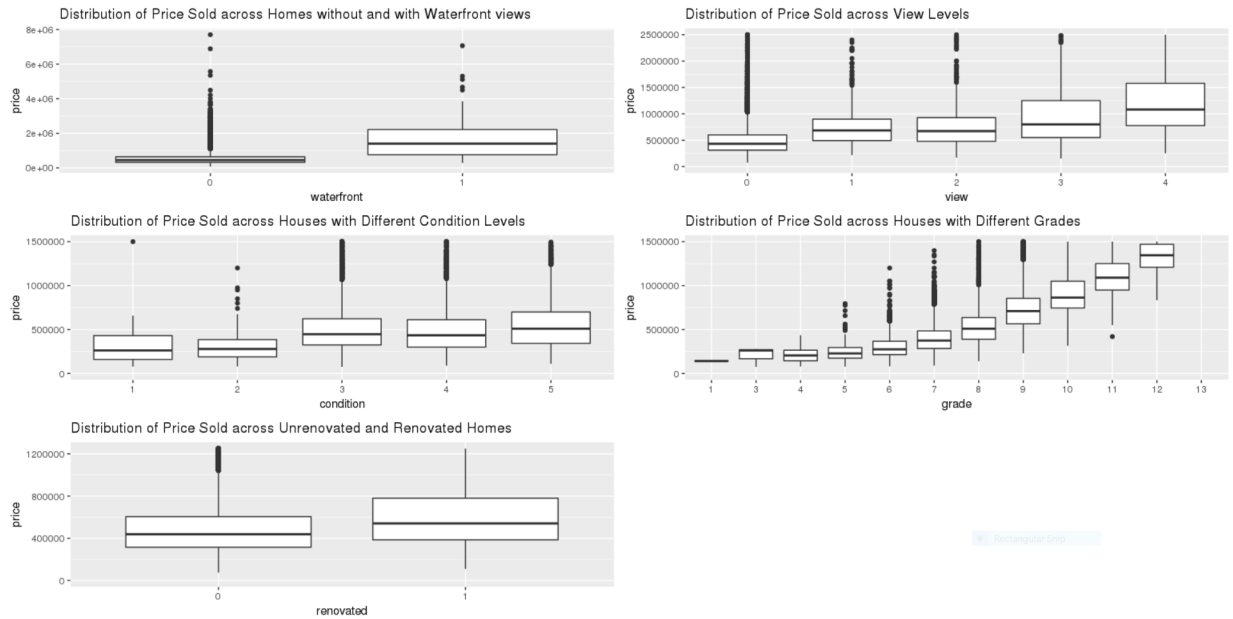 Distribution of Price Sold across Homes without and with Waterfront views
8e+06
6e+06
4e+06
2e+06
0e+00
price
0 1
waterfront
Distribution of Price Sold across View Levels
2500000
2000000
1500000
1000000
500000
0
price
0 1 2 3 4
view
Distribution of Price Sold across Houses with Different Condition Levels
1500000
1000000
500000
0
price
1 2 3 4 5
condition
Distribution of Price Sold across Houses with Different Grades
1500000
1000000
500000
0
price
1 3 4 5 6 7 8 9 10 11 12 13
grade
Distribution of Price Sold across Unrenovated and Renovated Homes
1200000
800000
400000
0
price
0 1
renovated
Rectangular Snip